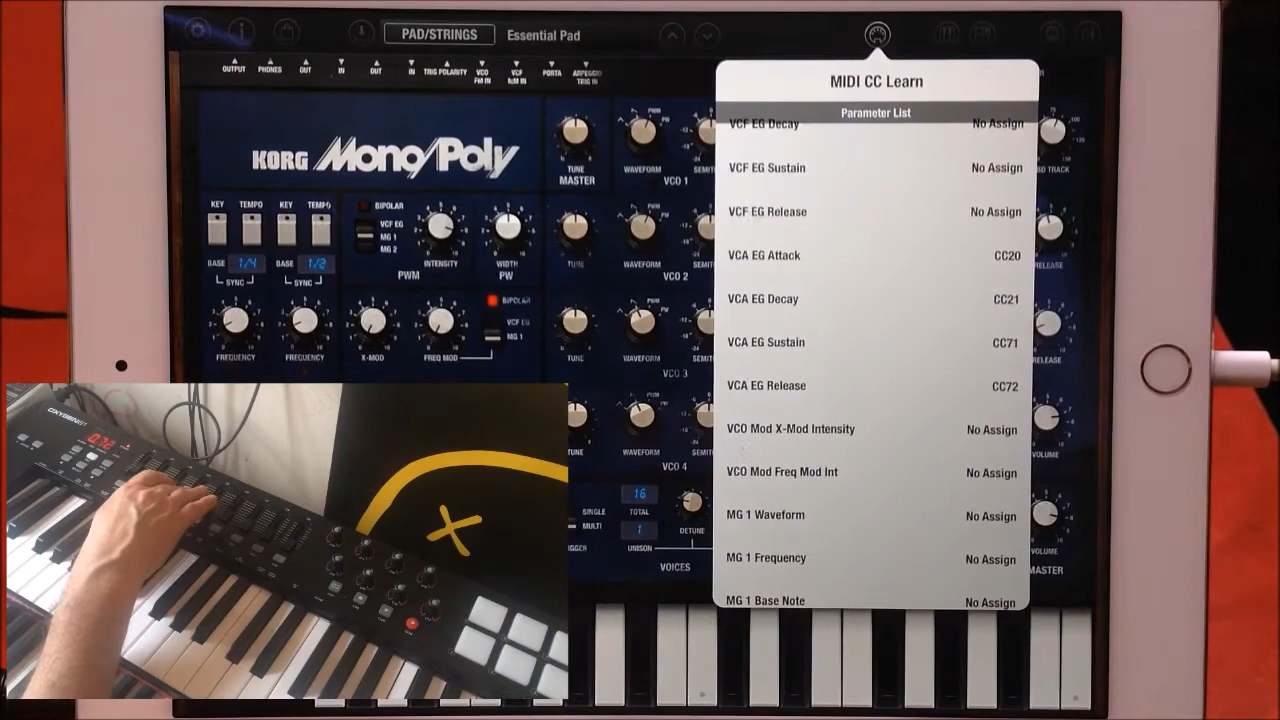 PAD/STRINGS Essential Pad
OUTPUT PHONES OUT IN OUT IN TRIG POLARITY VCO FM IN VCF fcM IN PORTA ARPEGGIO TRIG IN
KORG Mono/Poly
TUNE
MASTER
WAVEFORM
VCO 1
KEY TEMPO KEY TEMPO
BIPOLAR
VCF EG
MG 1
MG 2
INTENSITY
PWM
WIDTH
PW
BASE 1/4 BASE 1/2
SYNC SYNC
TUNE WAVEFORM
VCO 2
FREQUENCY FREQUENCY X-MOD FREQ MOD
BIPOLAR
VCF EG
MG 1
TUNE WAVEFORM
VCO 3
TUNE WAVEFORM
VCO 4
SINGLE
MULTI
16
TOTAL
1
UNISON
DETUNE
VOICES
MIDI CC Learn
Parameter List
VCF EG Decay No Assign
VCF EG Sustain No Assign
VCF EG Release No Assign
VCA EG Attack CC20
VCA EG Decay CC21
VCA EG Sustain CC71
VCA EG Release CC72
VCO Mod X-Mod Intensity No Assign
VCO Mod Freq Mod Int No Assign
MG 1 Waveform No Assign
MG 1 Frequency No Assign
MG 1 Base Note No Assign
RELEASE
RELEASE
VOLUME
VOLUME
MASTER
OXYGEN 61